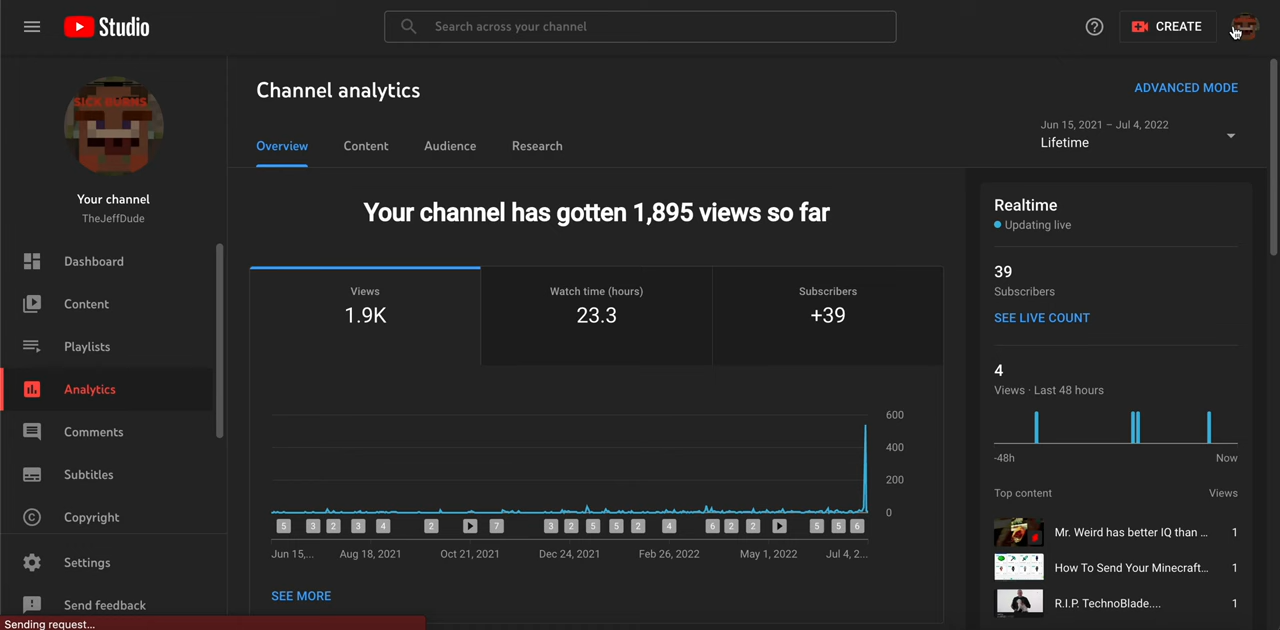 Studio
Search across your channel
CREATE
SICK BURNS
Your channel
TheJeffDude
Dashboard
Content
Playlists
Analytics
Comments
Subtitles
Copyright
Settings
Send feedback
Sending request...
Channel analytics
ADVANCED MODE
Overview
Content
Audience
Research
Jun 15, 2021 – Jul 4, 2022
Lifetime
Your channel has gotten 1,895 views so far
Views
1.9K
Watch time (hours)
23.3
Subscribers
+39
600
400
200
0
5 3 2 3 4 2 7 3 2 5 5 2 4 6 2 2 5 5 6
Jun 15,... Aug 18, 2021 Oct 21, 2021 Dec 24, 2021 Feb 26, 2022 May 1, 2022 Jul 4, 2...
SEE MORE
Realtime
Updating live
39
Subscribers
SEE LIVE COUNT
4
Views · Last 48 hours
-48h Now
Top content Views
Mr. Weird has better IQ than ... 1
How To Send Your Minecraft... 1
R.I.P. TechnoBlade.... 1